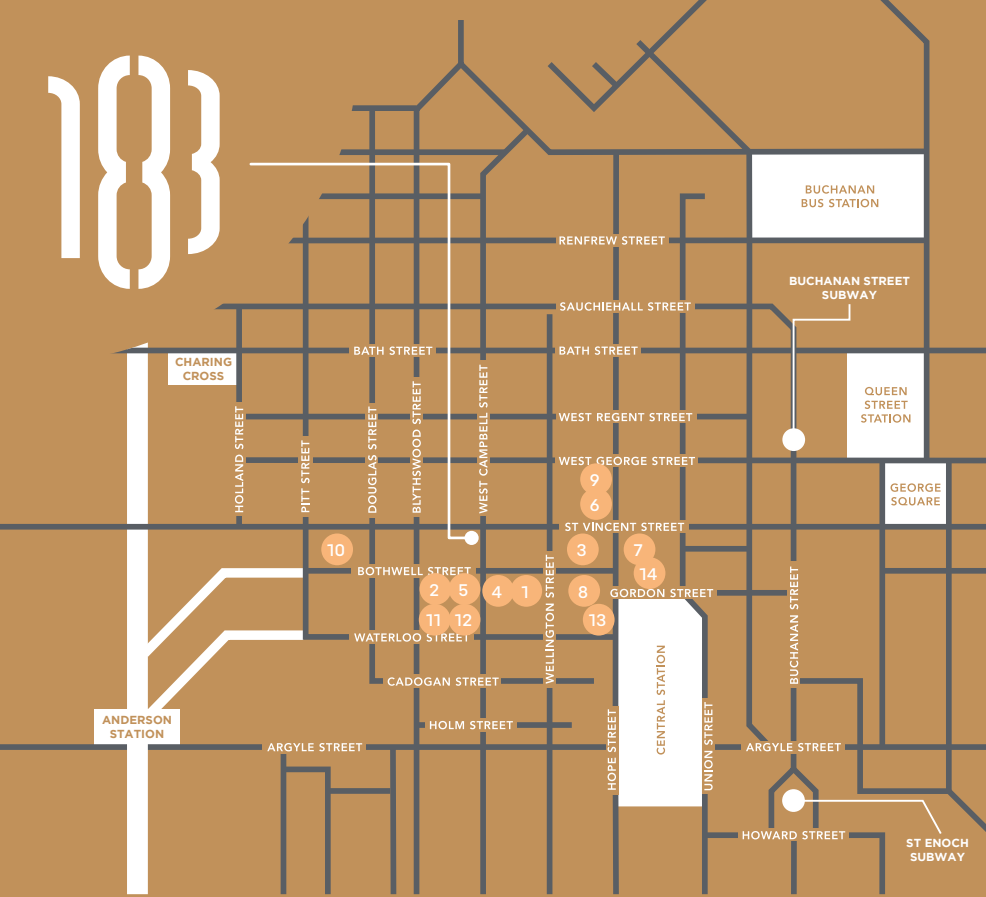 183
BUCHANAN
BUS STATION
RENFREW STREET
BUCHANAN STREET
SUBWAY
SAUCHIEHALL STREET
BATH STREET
BATH STREET
CHARING
CROSS
QUEEN
STREET
STATION
WEST REGENT STREET
HOLLAND STREET
PITT STREET
DOUGLAS STREET
BLYTHSWOOD STREET
WEST CAMPBELL STREET
WEST GEORGE STREET
9
6
GEORGE
SQUARE
ST VINCENT STREET
10
3
7
BOTHWELL STREET
14
2
5
4
1
8
GORDON STREET
11
12
13
WATERLOO STREET
WELLINGTON STREET
BUCHANAN STREET
CADOGAN STREET
CENTRAL STATION
ANDERSON
STATION
HOLM STREET
HOPE STREET
UNION STREET
ARGYLE STREET
ARGYLE STREET
HOWARD STREET
ST ENOCH
SUBWAY